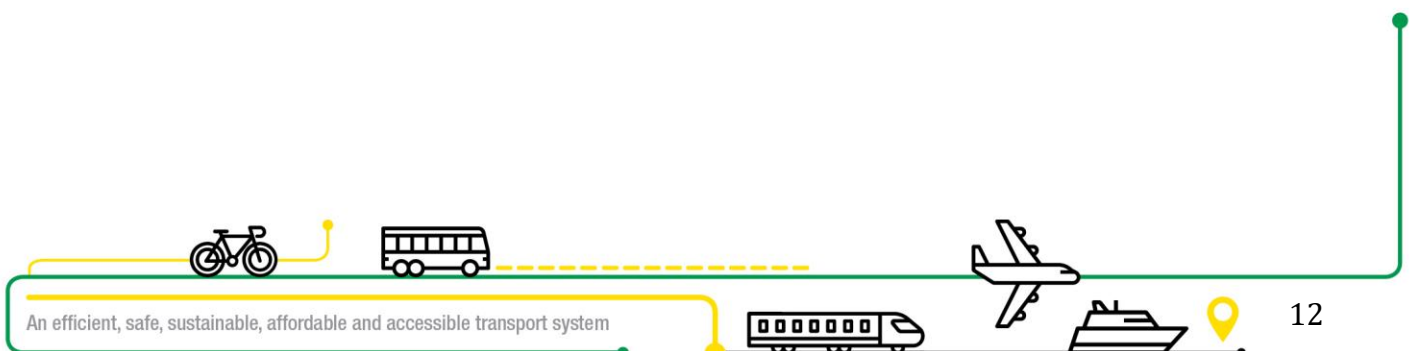 An efficient, safe, sustainable, affordable and accessible transport system
12